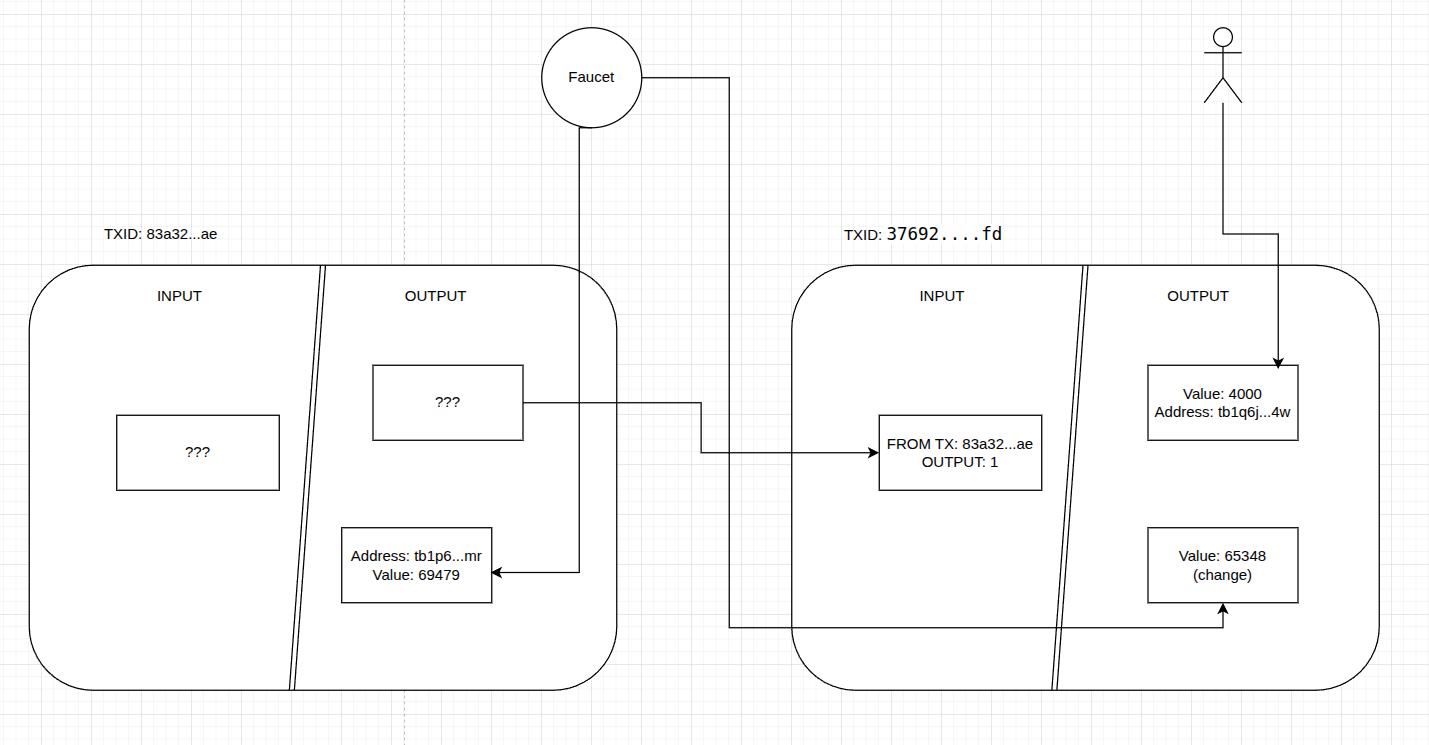 Faucet
TXID: 83a32...ae
INPUT
OUTPUT
???
???
Address: tb1p6...mr
Value: 69479
TXID: 37692....fd
INPUT
OUTPUT
FROM TX: 83a32...ae
OUTPUT: 1
Value: 4000
Address: tb1q6j...4w
Value: 65348
(change)